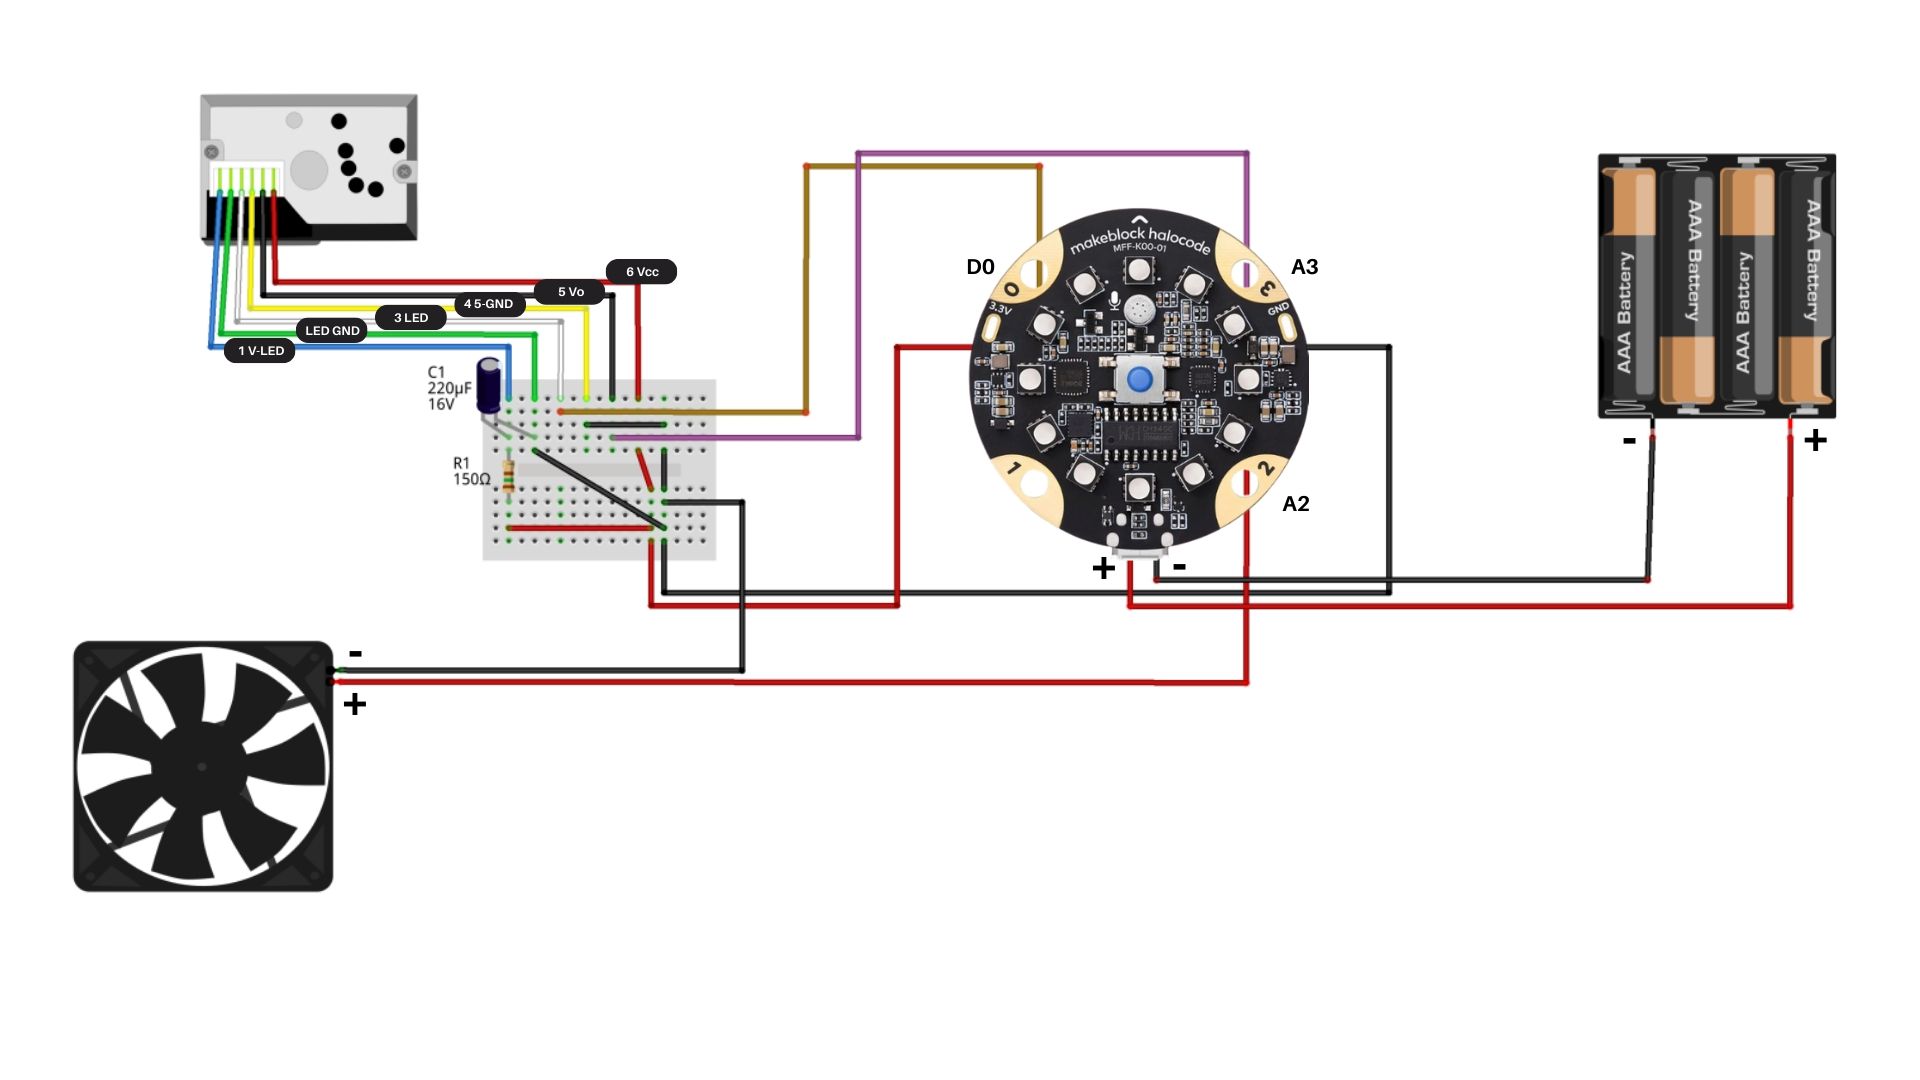 6 Vcc
5 Vo
4 5-GND
3 LED
LED GND
1 V-LED
C1
220µF
16V
R1
150Ω
D0
A3
A2
makeblock halocode
MFF-K00-01
0
3
3.3V
GND
1
2
+
-
AAA Battery
AAA Battery
AAA Battery
AAA Battery
-
+
-
+